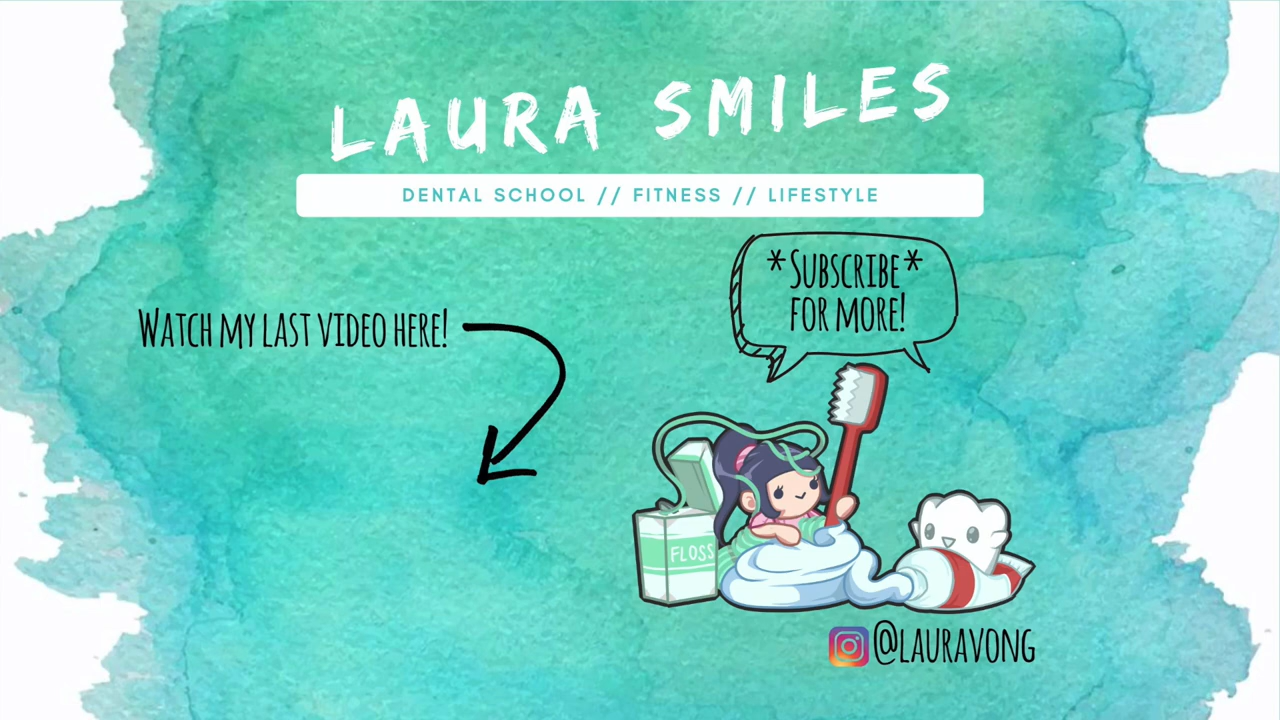 LAURA SMILES
DENTAL SCHOOL // FITNESS // LIFESTYLE
*SUBSCRIBE*
FOR MORE!
WATCH MY LAST VIDEO HERE!
FLOSS
@LAURAVONG